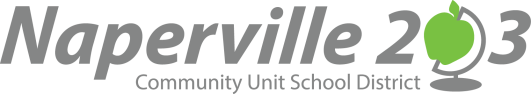 Naperville 203
Community Unit School District